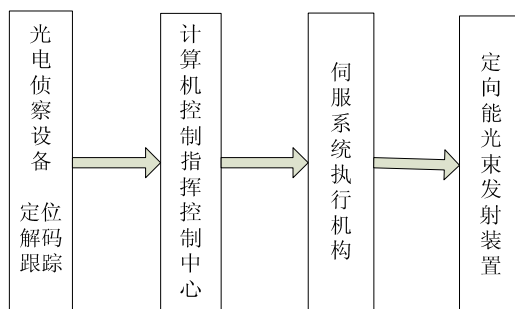 光电侦察设备
定位
解码
跟踪
计算机控制指挥控制中心
伺服系统执行机构
定向能光束发射装置